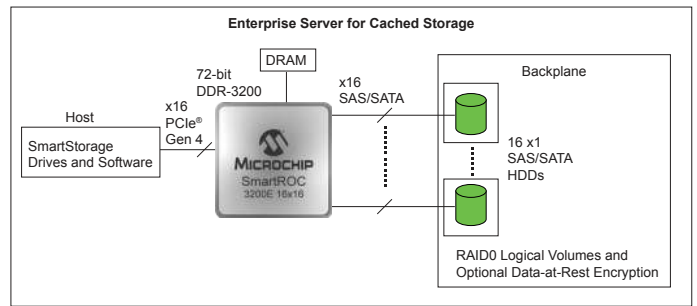 Enterprise Server for Cached Storage
DRAM
72-bit
DDR-3200
x16
SAS/SATA
Backplane
Host
x16
PCIe®
Gen 4
SmartStorage
Drives and Software
MICROCHIP
SmartROC
3200E 16x16
16 x1
SAS/SATA
HDDs
RAID0 Logical Volumes and
Optional Data-at-Rest Encryption